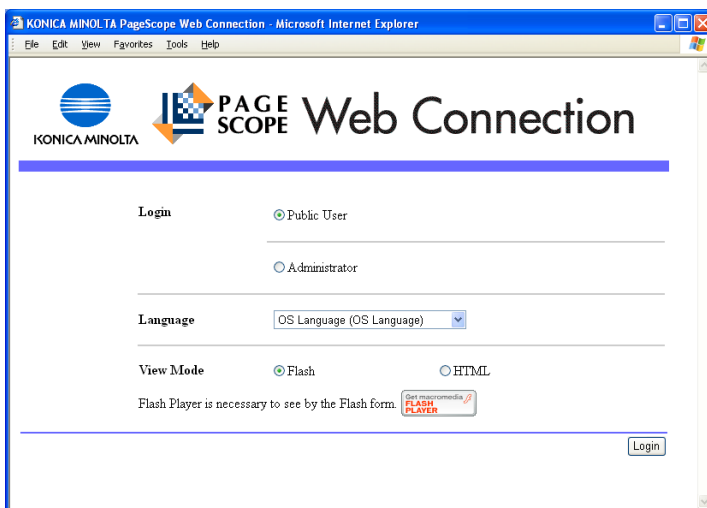 KONICA MINOLTA PageScope Web Connection - Microsoft Internet Explorer
File Edit View Favorites Tools Help
KONICA MINOLTA
PAGE SCOPE Web Connection
Login
Public User
Administrator
Language
OS Language (OS Language)
View Mode
Flash
HTML
Flash Player is necessary to see by the Flash form.
Get macromedia
FLASH
PLAYER
Login